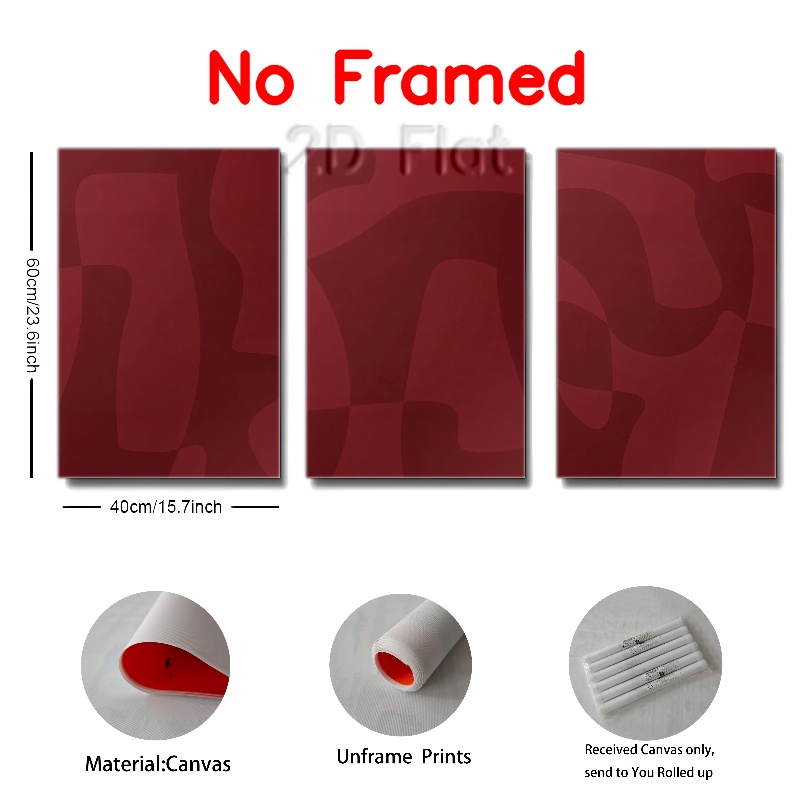 No Framed
2D Flat
60cm/23.6inch
40cm/15.7inch
Material:Canvas
Unframe Prints
Received Canvas only,
send to You Rolled up